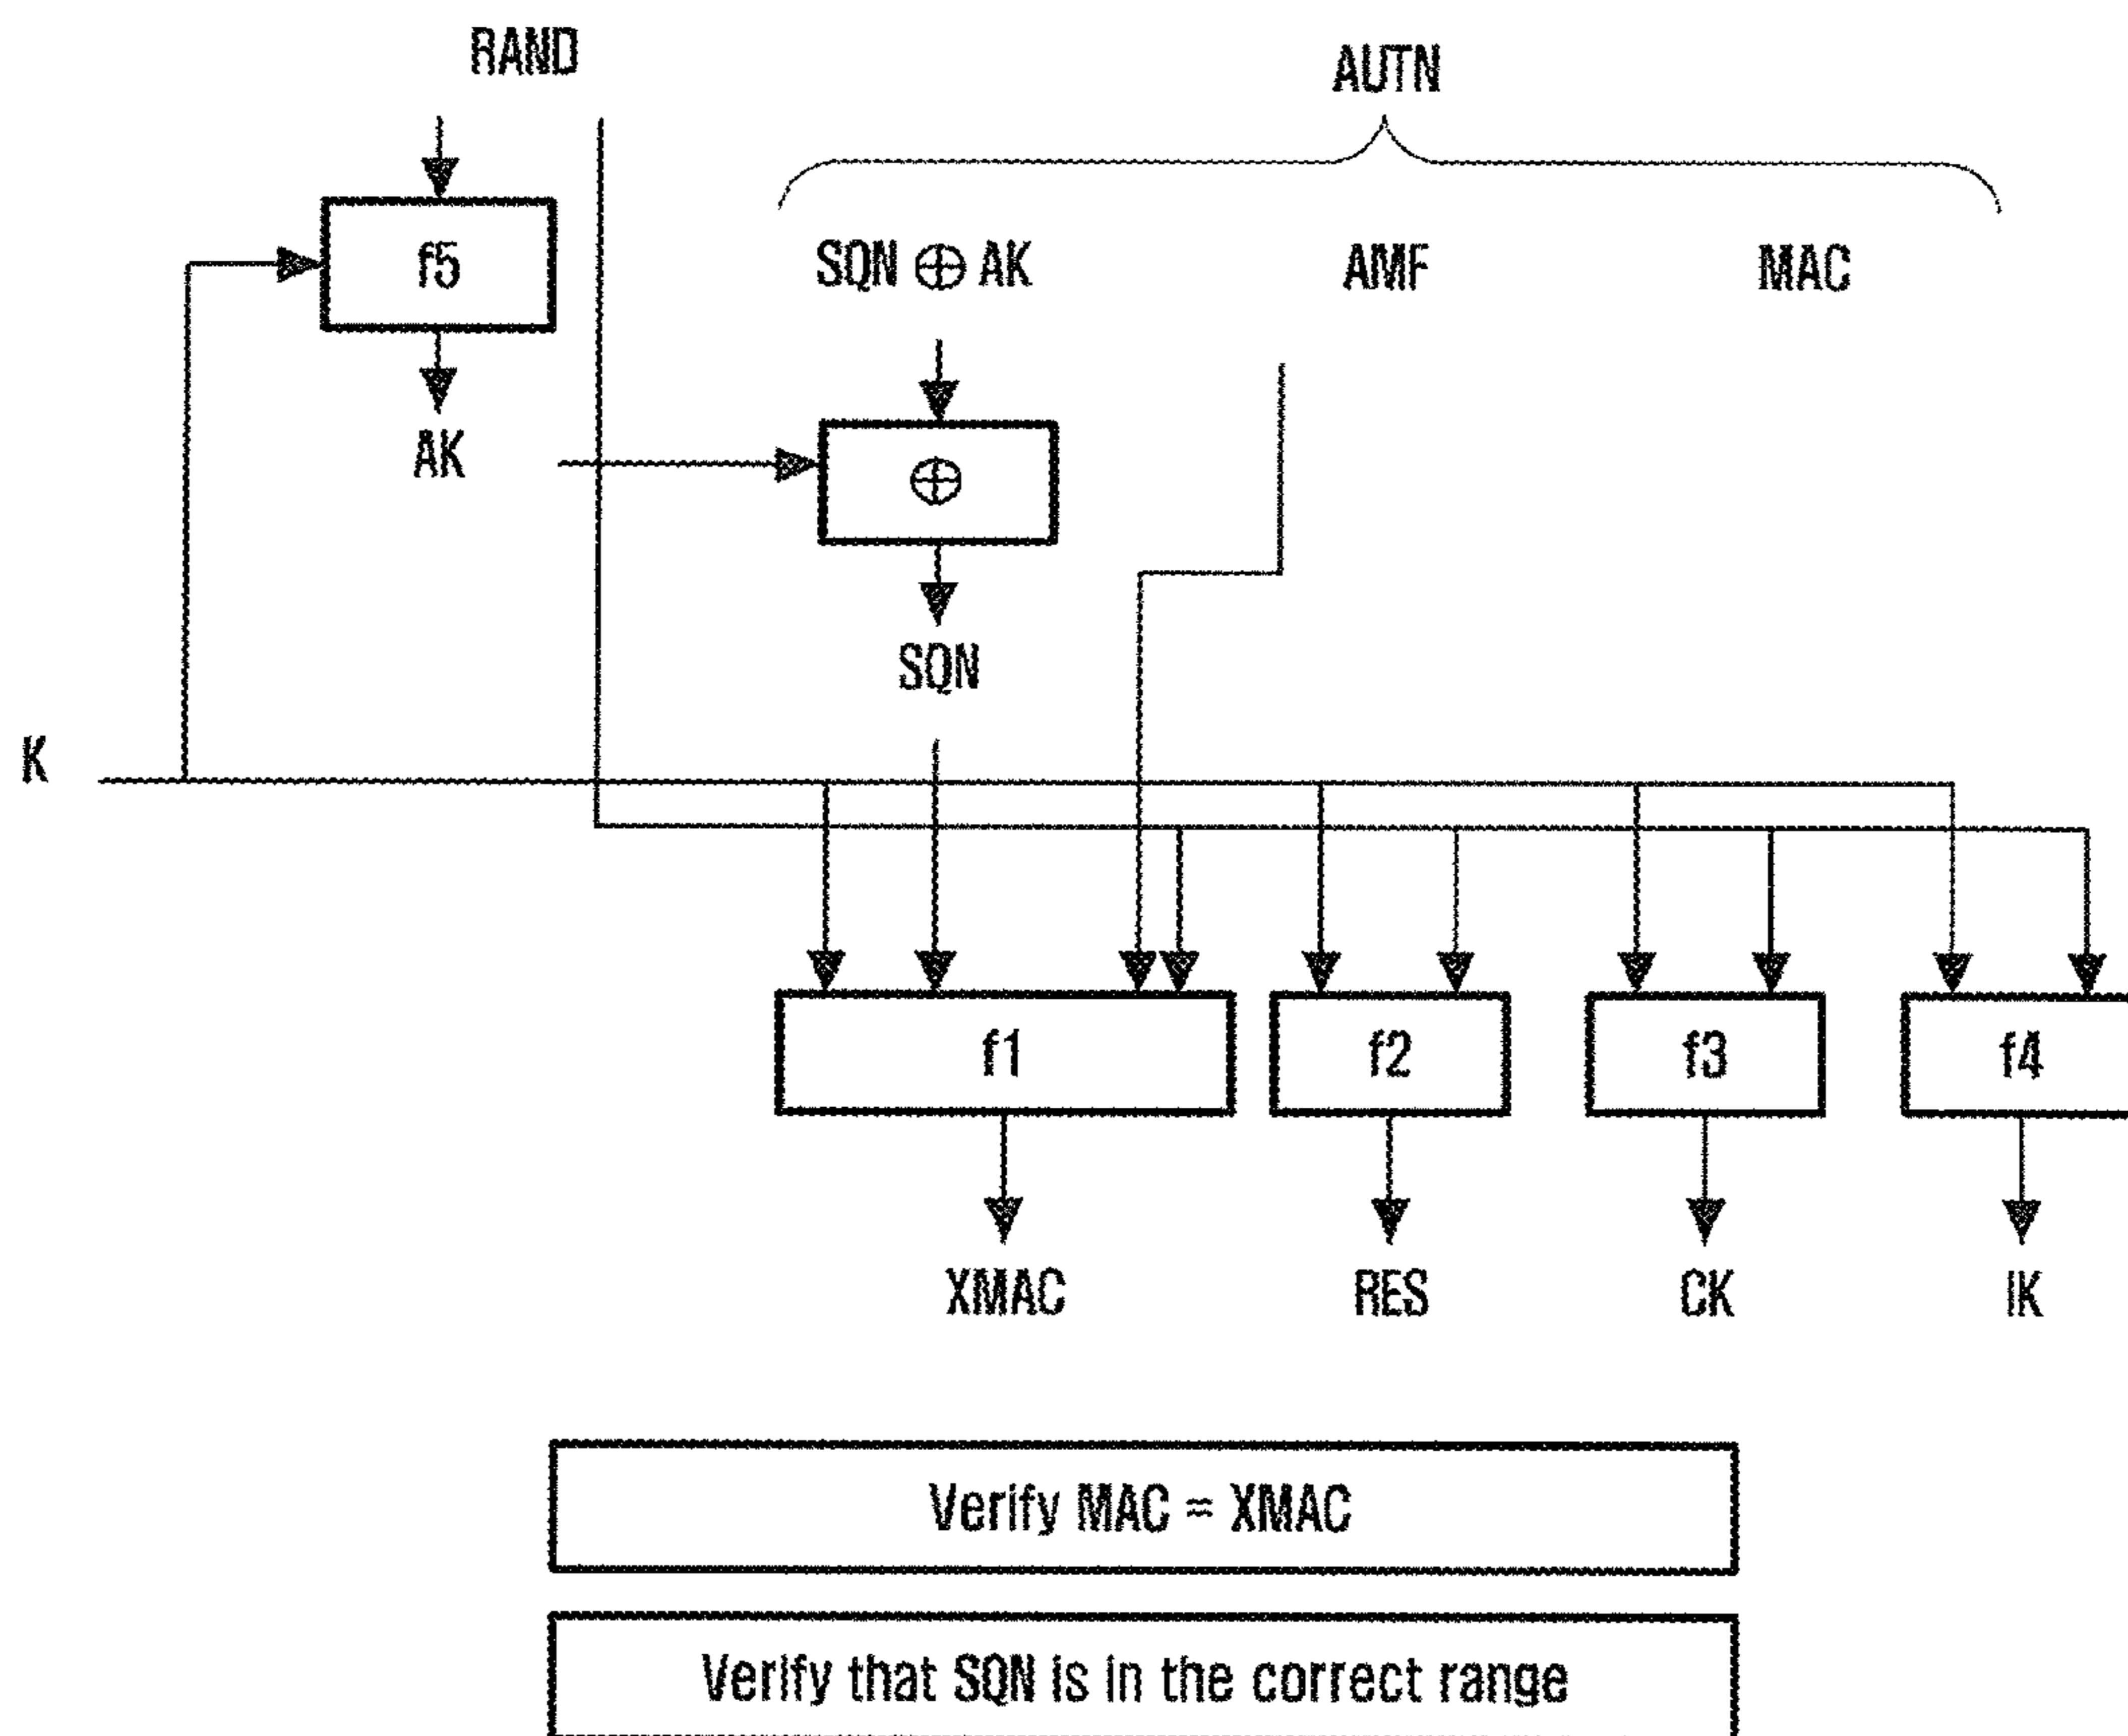 RAND
AUTN
f5
SQN ⊕ AK
AMF
MAC
AK
⊕
SQN
K
f1
f2
f3
f4
XMAC
RES
CK
IK
Verify MAC = XMAC
Verify that SQN is in the correct range